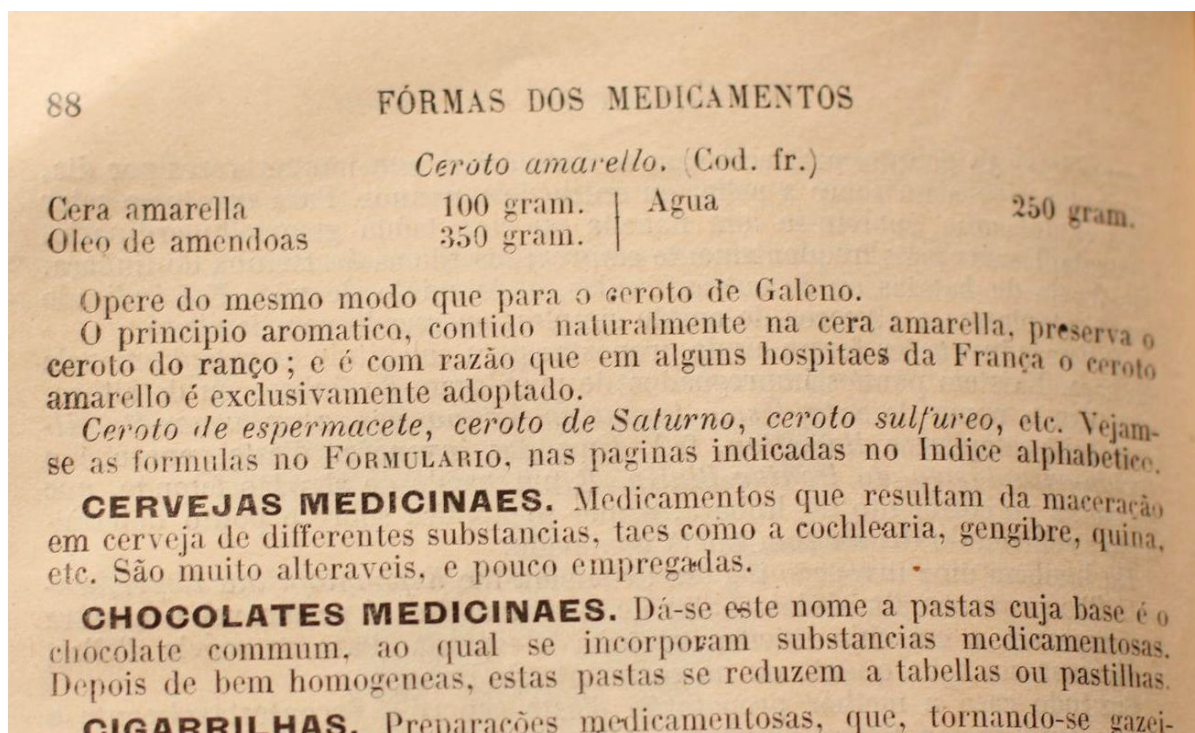 88 FÓRMAS DOS MEDICAMENTOS
Ceroto amarello. (Cod. fr.)
Cera amarella 100 gram. | Agua 250 gram.
Oleo de amendoas 350 gram.
Opere do mesmo modo que para o ceroto de Galeno.
O principio aromatico, contido naturalmente na cera amarella, preserva o
ceroto do ranço; e é com razão que em alguns hospitaes da França o ceroto
amarello é exclusivamente adoptado.
Ceroto de espermacete, ceroto de Saturno, ceroto sulfureo, etc. Vejam-
se as formulas no FORMULARIO, nas paginas indicadas no Indice alphabetico.
CERVEJAS MEDICINAES. Medicamentos que resultam da maceração
em cerveja de differentes substancias, taes como a cochlearia, gengibre, quina,
etc. São muito alteraveis, e pouco empregadas.
CHOCOLATES MEDICINAES. Dá-se este nome a pastas cuja base é o
chocolate commum, ao qual se incorporam substancias medicamentosas.
Depois de bem homogeneas, estas pastas se reduzem a tabellas ou pastilhas.
CIGARRILHAS. Preparações medicamentosas, que, tornando-se gazei-